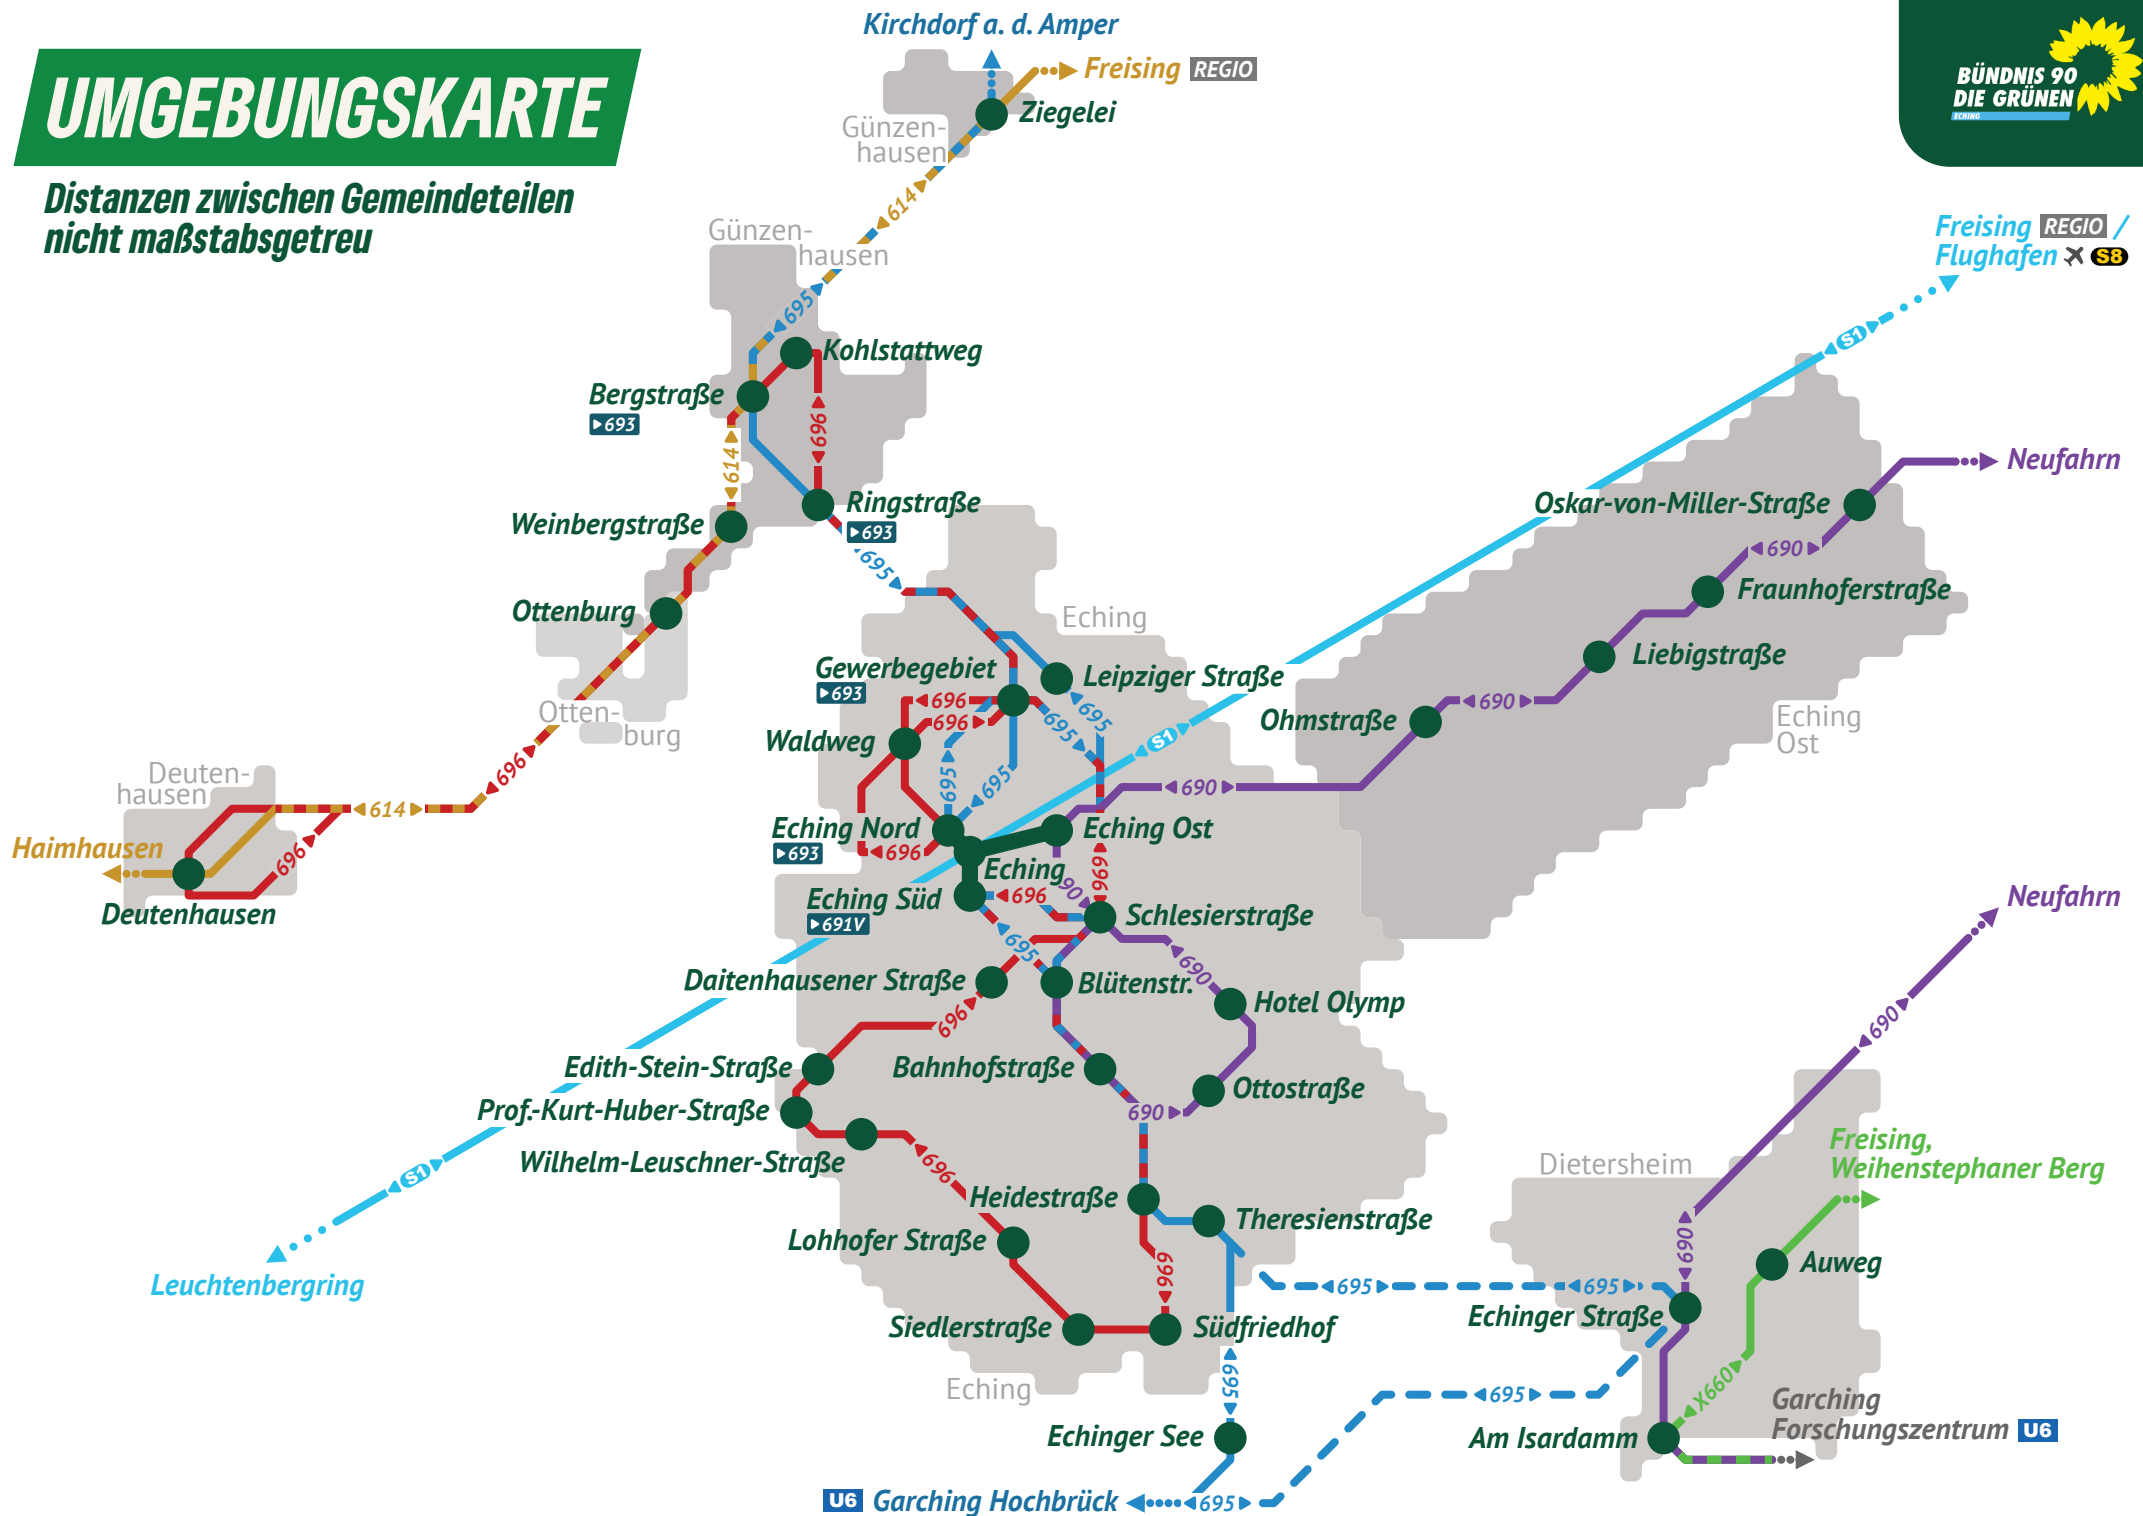 UMGEBUNGSKARTE
Distanzen zwischen Gemeindeteilen
nicht maßstabsgetreu
BÜNDNIS 90
DIE GRÜNEN
ECHING
Kirchdorf a. d. Amper
Freising REGIO
Ziegelei
Günzen-
hausen
614
Günzen-
hausen
695
Freising REGIO /
Flughafen S8
S1
Kohlstattweg
Bergstraße
693
696
614
Ringstraße
693
Weinbergstraße
695
Neufahrn
Oskar-von-Miller-Straße
690
Fraunhoferstraße
Ottenburg
Eching
Liebigstraße
Gewerbegebiet
693
Leipziger Straße
696
696
695
695
690
Ohmstraße
Eching
Ost
Otten-
burg
Waldweg
S1
696
695
695
690
Deuten-
hausen
614
Haimhausen
696
Deutenhausen
Eching Nord
693
696
Eching Ost
Eching
696
90
Eching Süd
691V
696
Schlesierstraße
Neufahrn
695
690
Daitenhausener Straße
Blütenstr.
Hotel Olymp
696
690
Edith-Stein-Straße
Bahnhofstraße
Ottostraße
Prof.-Kurt-Huber-Straße
690
Wilhelm-Leuschner-Straße
S1
696
Dietersheim
Freising,
Weihenstephaner Berg
Heidestraße
Theresienstraße
Lohhofer Straße
690
Auweg
696
Leuchtenbergring
695
695
Echinger Straße
Siedlerstraße
Südfriedhof
Eching
695
695
X660
Garching
Forschungszentrum U6
Echinger See
Am Isardamm
U6 Garching Hochbrück
695